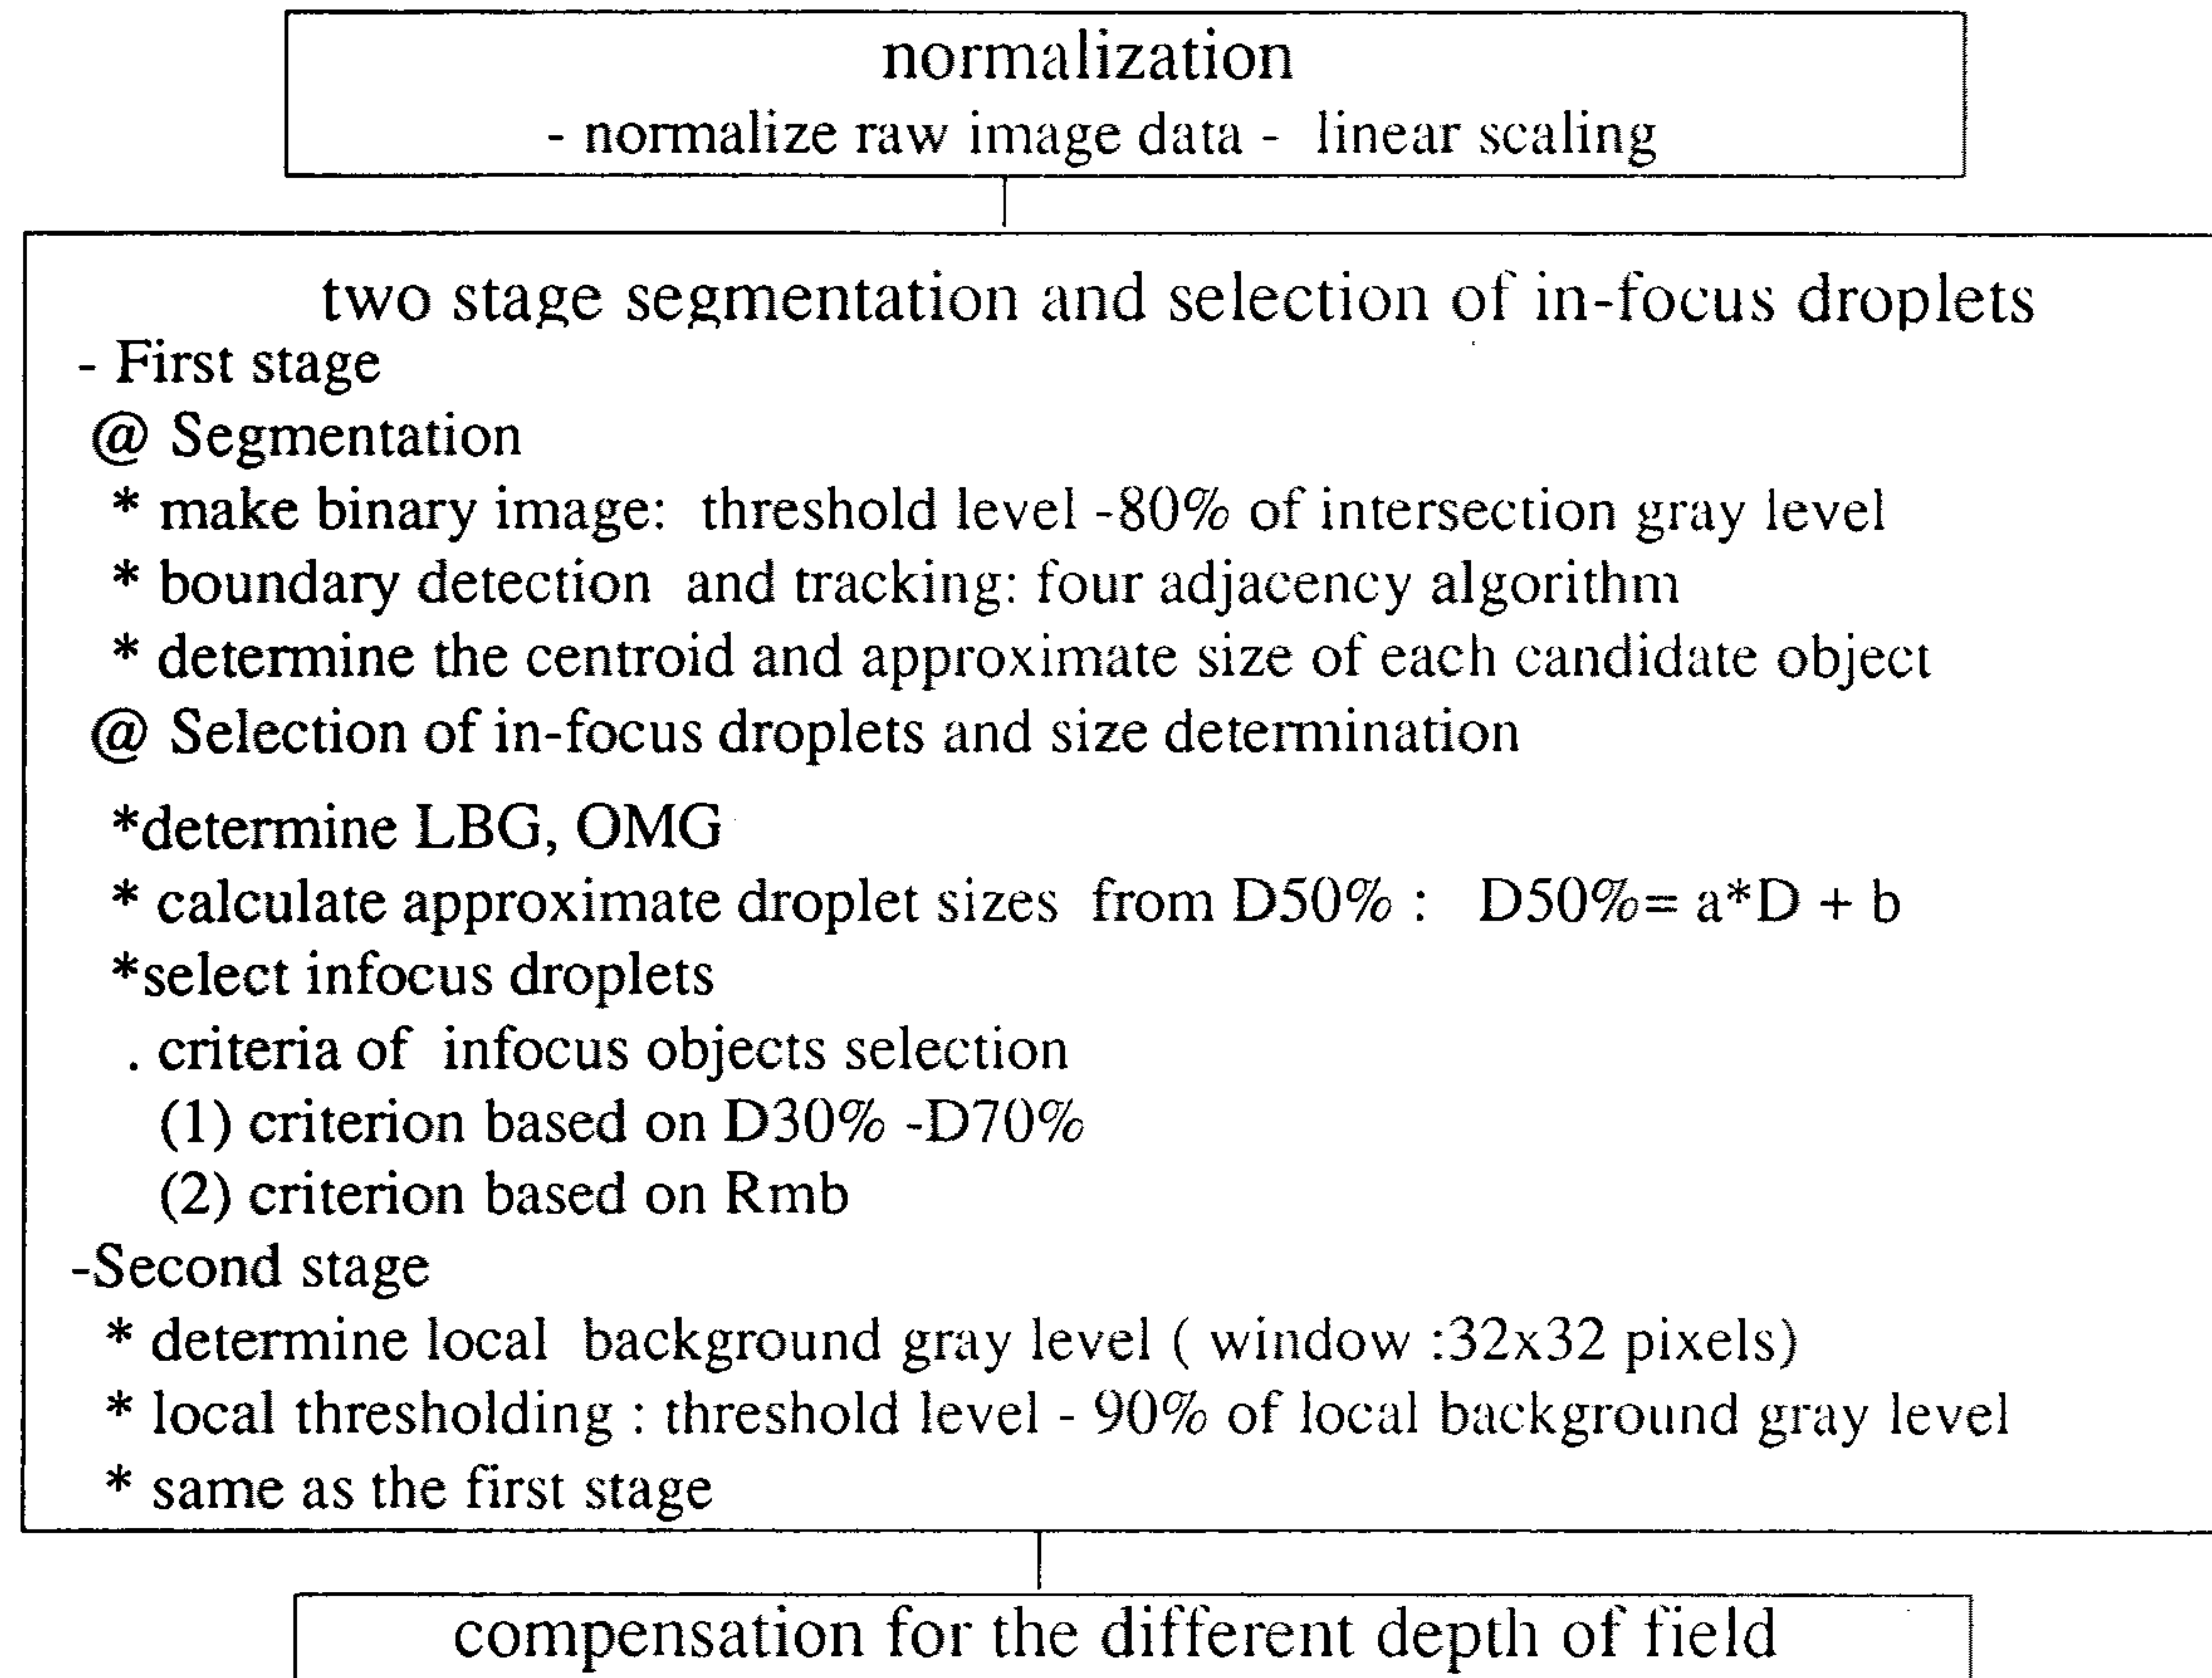 normalization
- normalize raw image data - linear scaling
two stage segmentation and selection of in-focus droplets
- First stage
@ Segmentation
* make binary image: threshold level -80% of intersection gray level
* boundary detection and tracking: four adjacency algorithm
* determine the centroid and approximate size of each candidate object
@ Selection of in-focus droplets and size determination
*determine LBG, OMG
* calculate approximate droplet sizes from D50% : D50%= a*D + b
*select infocus droplets
. criteria of infocus objects selection
(1) criterion based on D30% -D70%
(2) criterion based on Rmb
-Second stage
* determine local background gray level ( window :32x32 pixels)
* local thresholding : threshold level - 90% of local background gray level
* same as the first stage
compensation for the different depth of field